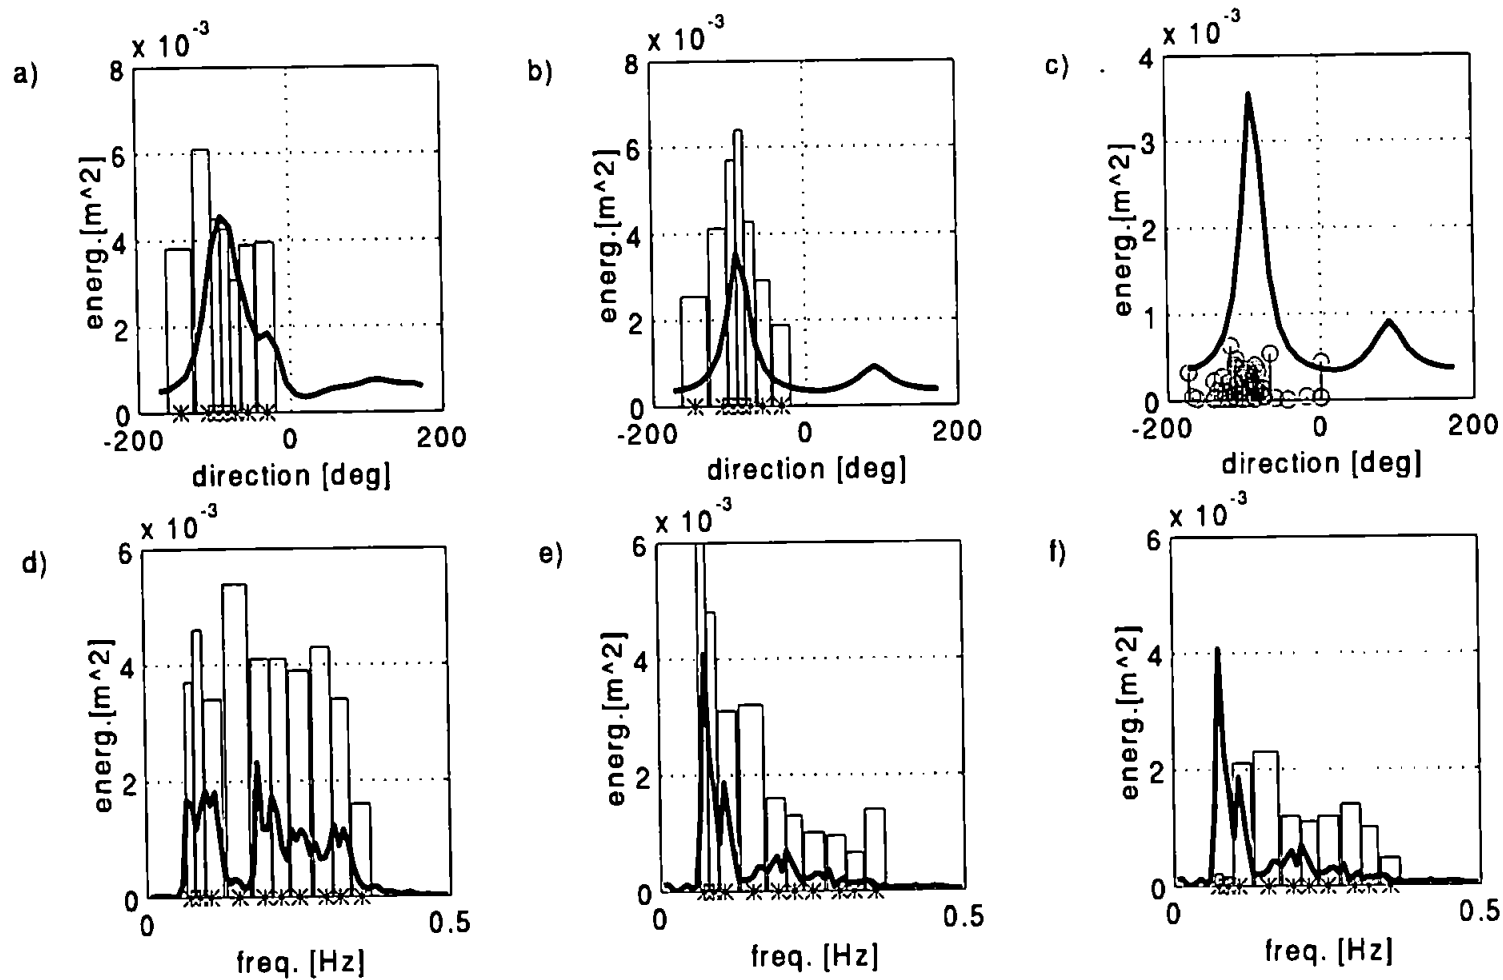 a)
x 10^-3
8
6
4
2
0
-200
0
200
energ.[m^2]
direction [deg]
b)
x 10^-3
8
6
4
2
0
-200
0
200
energ.[m^2]
direction [deg]
c)
x 10^-3
4
3
2
1
0
-200
0
200
energ.[m^2]
direction [deg]
d)
x 10^-3
6
4
2
0
0
0.5
energ.[m^2]
freq. [Hz]
e)
x 10^-3
6
4
2
0
0
0.5
energ.[m^2]
freq. [Hz]
f)
x 10^-3
6
4
2
0
0
0.5
energ.[m^2]
freq. [Hz]